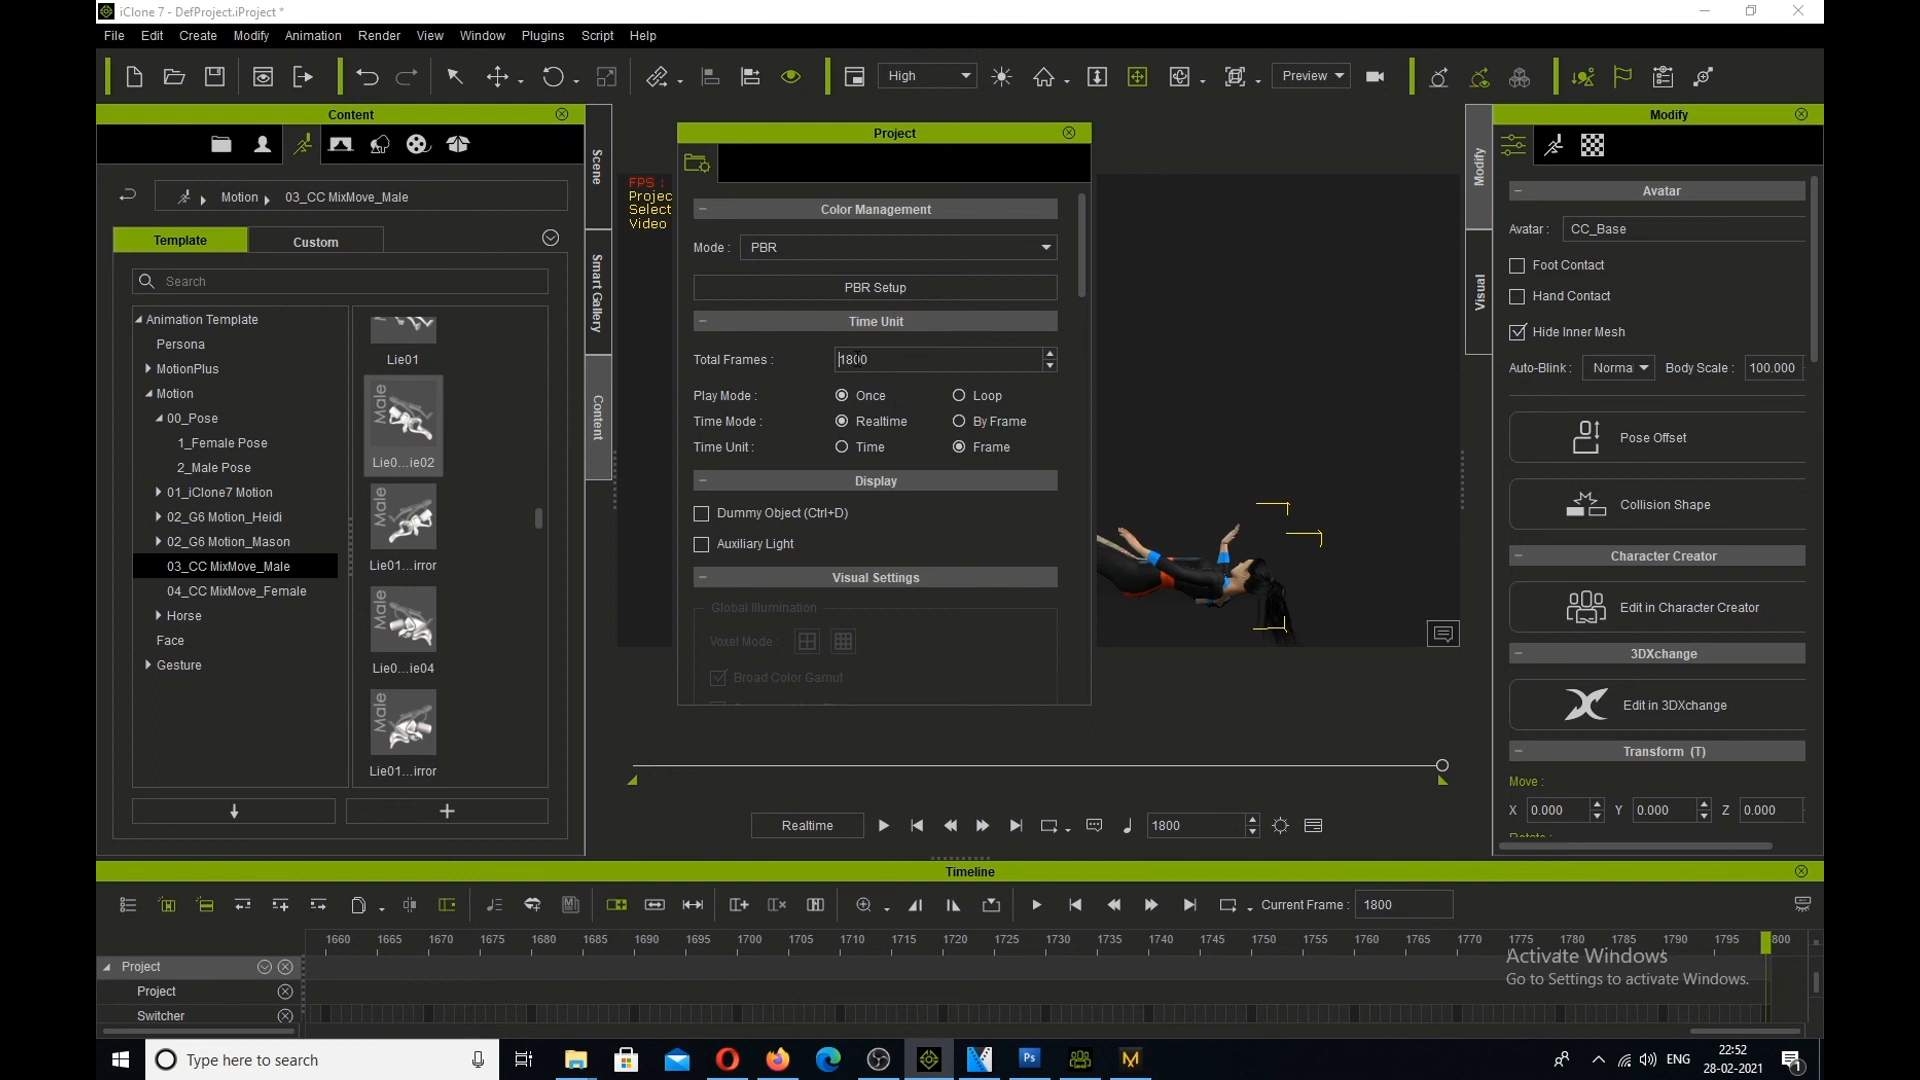 iClone 7 - DefProject.iProject *
File Edit Create Modify Animation Render View Window Plugins Script Help
High
Preview
Content
Motion 03_CC MixMove_Male
Template Custom
Search
Animation Template
Persona
MotionPlus
Motion
00_Pose
1_Female Pose
2_Male Pose
01_iClone7 Motion
02_G6 Motion_Heidi
02_G6 Motion_Mason
03_CC MixMove_Male
04_CC MixMove_Female
Horse
Face
Gesture
Lie01
Male
Lie0...ie02
Male
Lie01...irror
Male
Lie0...ie04
Male
Lie01...irror
Scene
Smart Gallery
Content
FPS :
Projec
Select
Video
Project
Color Management
Mode : PBR
PBR Setup
Time Unit
Total Frames : 1800
Play Mode : Once Loop
Time Mode : Realtime By Frame
Time Unit : Time Frame
Display
Dummy Object (Ctrl+D)
Auxiliary Light
Visual Settings
Global Illumination
Voxel Mode :
Broad Color Gamut
Realtime 1800
Modify
Visual
Modify
Avatar
Avatar : CC_Base
Foot Contact
Hand Contact
Hide Inner Mesh
Auto-Blink : Norma Body Scale : 100.000
Pose Offset
Collision Shape
Character Creator
Edit in Character Creator
3DXchange
Edit in 3DXchange
Transform (T)
Move :
X 0.000 Y 0.000 Z 0.000
Timeline
Current Frame : 1800
1660 1665 1670 1675 1680 1685 1690 1695 1700 1705 1710 1715 1720 1725 1730 1735 1740 1745 1750 1755 1760 1765 1770 1775 1780 1785 1790 1795 800
Project
Project
Switcher
Activate Windows
Go to Settings to activate Windows.
Type here to search
Ps
ENG
22:52
28-02-2021
1